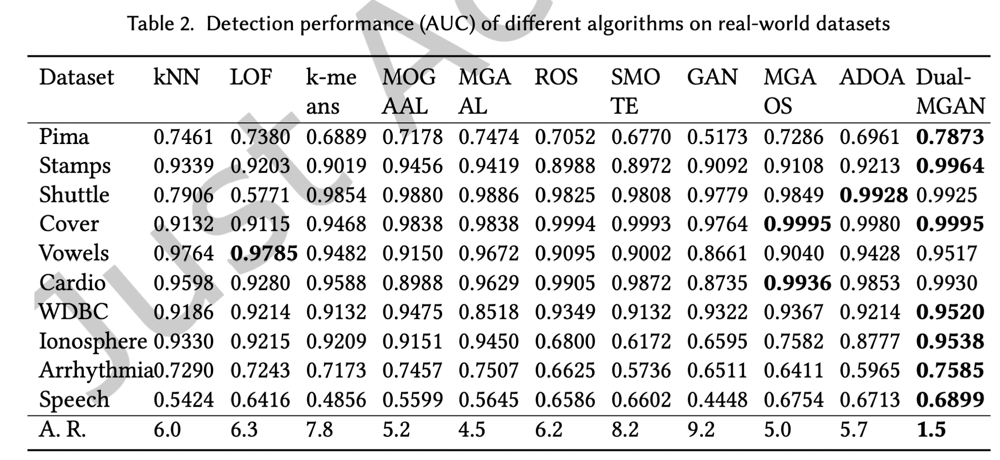 Table 2. Detection performance (AUC) of different algorithms on real-world datasets
Dataset kNN LOF k-me MOG MGA ROS SMO GAN MGA ADOA Dual-
ans AAL AL TE OS MGAN
Pima 0.7461 0.7380 0.6889 0.7178 0.7474 0.7052 0.6770 0.5173 0.7286 0.6961 0.7873
Stamps 0.9339 0.9203 0.9019 0.9456 0.9419 0.8988 0.8972 0.9092 0.9108 0.9213 0.9964
Shuttle 0.7906 0.5771 0.9854 0.9880 0.9886 0.9825 0.9808 0.9779 0.9849 0.9928 0.9925
Cover 0.9132 0.9115 0.9468 0.9838 0.9838 0.9994 0.9993 0.9764 0.9995 0.9980 0.9995
Vowels 0.9764 0.9785 0.9482 0.9150 0.9672 0.9095 0.9002 0.8661 0.9040 0.9428 0.9517
Cardio 0.9598 0.9280 0.9588 0.8988 0.9629 0.9905 0.9872 0.8735 0.9936 0.9853 0.9930
WDBC 0.9186 0.9214 0.9132 0.9475 0.8518 0.9349 0.9132 0.9322 0.9367 0.9214 0.9520
Ionosphere 0.9330 0.9215 0.9209 0.9151 0.9450 0.6800 0.6172 0.6595 0.7582 0.8777 0.9538
Arrhythmia 0.7290 0.7243 0.7173 0.7457 0.7507 0.6625 0.5736 0.6511 0.6411 0.5965 0.7585
Speech 0.5424 0.6416 0.4856 0.5599 0.5645 0.6586 0.6602 0.4448 0.6754 0.6713 0.6899
A. R. 6.0 6.3 7.8 5.2 4.5 6.2 8.2 9.2 5.0 5.7 1.5
Just Ac